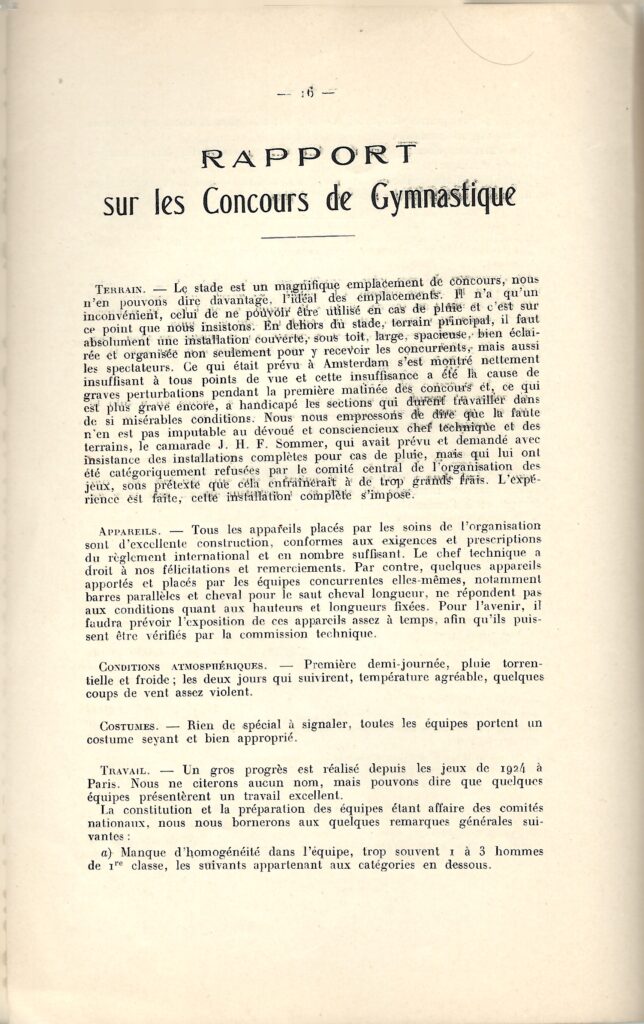 — 16 —
RAPPORT
sur les Concours de Gymnastique
TERRAIN. — Le stade est un magnifique emplacement de concours, nous
n'en pouvons dire davantage, l'idéal des emplacements. Il n'a qu'un
inconvénient, celui de ne pouvoir être utilisé en cas de pluie et c'est sur
ce point que nous insistons. En dehors du stade, terrain principal, il faut
absolument une installation couverte, sous toit, large, spacieuse, bien éclai-
rée et organisée non seulement pour y recevoir les concurrents, mais aussi
les spectateurs. Ce qui était prévu à Amsterdam s'est montré nettement
insuffisant à tous points de vue et cette insuffisance a été la cause de
graves perturbations pendant la première matinée des concours et, ce qui
est plus grave encore, a handicapé les sections qui durent travailler dans
de si misérables conditions. Nous nous empressons de dire que la faute
n'en est pas imputable au dévoué et consciencieux chef technique et des
terrains, le camarade J. H. F. Sommer, qui avait prévu et demandé avec
insistance des installations complètes pour cas de pluie, mais qui lui ont
été catégoriquement refusées par le comité central de l'organisation des
jeux, sous prétexte que cela entraînerait à de trop grands frais. L'expé-
rience est faite, cette installation complète s'impose.
APPAREILS. — Tous les appareils placés par les soins de l'organisation
sont d'excellente construction, conformes aux exigences et prescriptions
du règlement international et en nombre suffisant. Le chef technique a
droit à nos félicitations et remerciements. Par contre, quelques appareils
apportés et placés par les équipes concurrentes elles-mêmes, notamment
barres parallèles et cheval pour le saut cheval longueur, ne répondent pas
aux conditions quant aux hauteurs et longueurs fixées. Pour l'avenir, il
faudra prévoir l'exposition de ces appareils assez à temps, afin qu'ils puis-
sent être vérifiés par la commission technique.
CONDITIONS ATMOSPHÉRIQUES. — Première demi-journée, pluie torren-
tielle et froide ; les deux jours qui suivirent, température agréable, quelques
coups de vent assez violent.
COSTUMES. — Rien de spécial à signaler, toutes les équipes portent un
costume seyant et bien approprié.
TRAVAIL. — Un gros progrès est réalisé depuis les jeux de 1924 à
Paris. Nous ne citerons aucun nom, mais pouvons dire que quelques
équipes présentèrent un travail excellent.
La constitution et la préparation des équipes étant affaire des comités
nationaux, nous nous bornerons aux quelques remarques générales sui-
vantes :
a) Manque d'homogénéité dans l'équipe, trop souvent 1 à 3 hommes
de 1re classe, les suivants appartenant aux catégories en dessous.